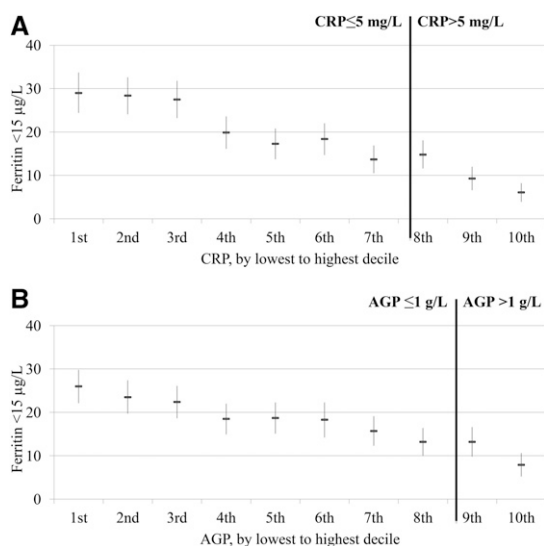 A
CRP≤5 mg/L CRP>5 mg/L
40
30
20
10
0
Ferritin <15 µg/L
1st 2nd 3rd 4th 5th 6th 7th 8th 9th 10th
CRP, by lowest to highest decile
B
AGP ≤1 g/L AGP >1 g/L
40
30
20
10
0
Ferritin <15 µg/L
1st 2nd 3rd 4th 5th 6th 7th 8th 9th 10th
AGP, by lowest to highest decile